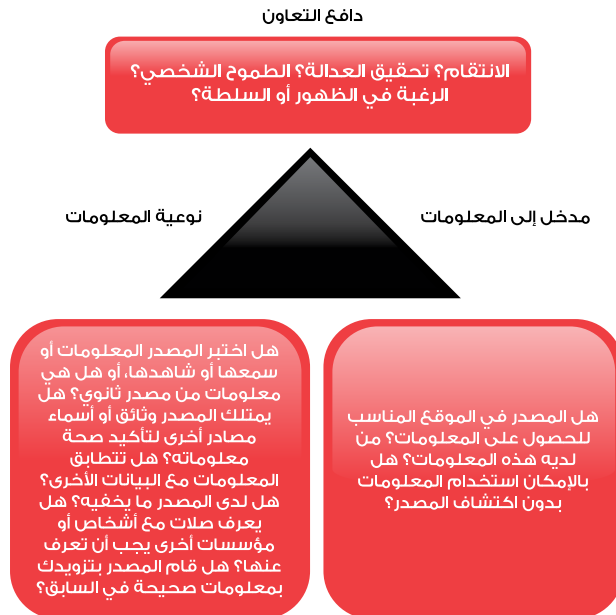 دافع التعاون
الانتقام؟ تحقيق العدالة؟ الطموح الشخصي؟
الرغبة في الظهور أو السلطة؟
مدخل إلى المعلومات
نوعية المعلومات
هل المصدر في الموقع المناسب
للحصول على المعلومات؟ من
لديه هذه المعلومات؟ هل
بالإمكان استخدام المعلومات
بدون اكتشاف المصدر؟
هل اختبر المصدر المعلومات أو
سمعها أو شاهدها، أو هل هي
معلومات من مصدر ثانوي؟ هل
يمتلك المصدر وثائق أو أسماء
مصادر أخرى لتأكيد صحة
معلوماته؟ هل تتطابق
المعلومات مع البيانات الأخرى؟
هل لدى المصدر ما يخفيه؟ هل
يعرف صلات مع أشخاص أو
مؤسسات أخرى يجب أن تعرف
عنها؟ هل قام المصدر بتزويدك
بمعلومات صحيحة في السابق؟